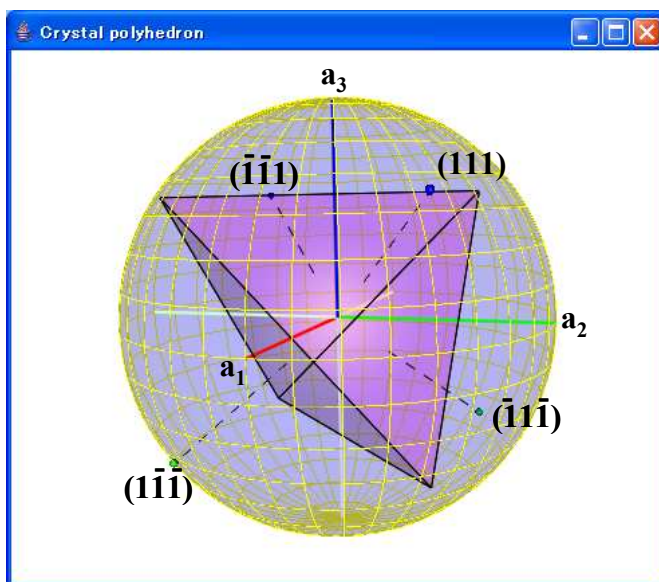 Crystal polyhedron
a₃
(1̄1̄1)
(111)
a₂
a₁
(1̄11̄)
(11̄1̄)